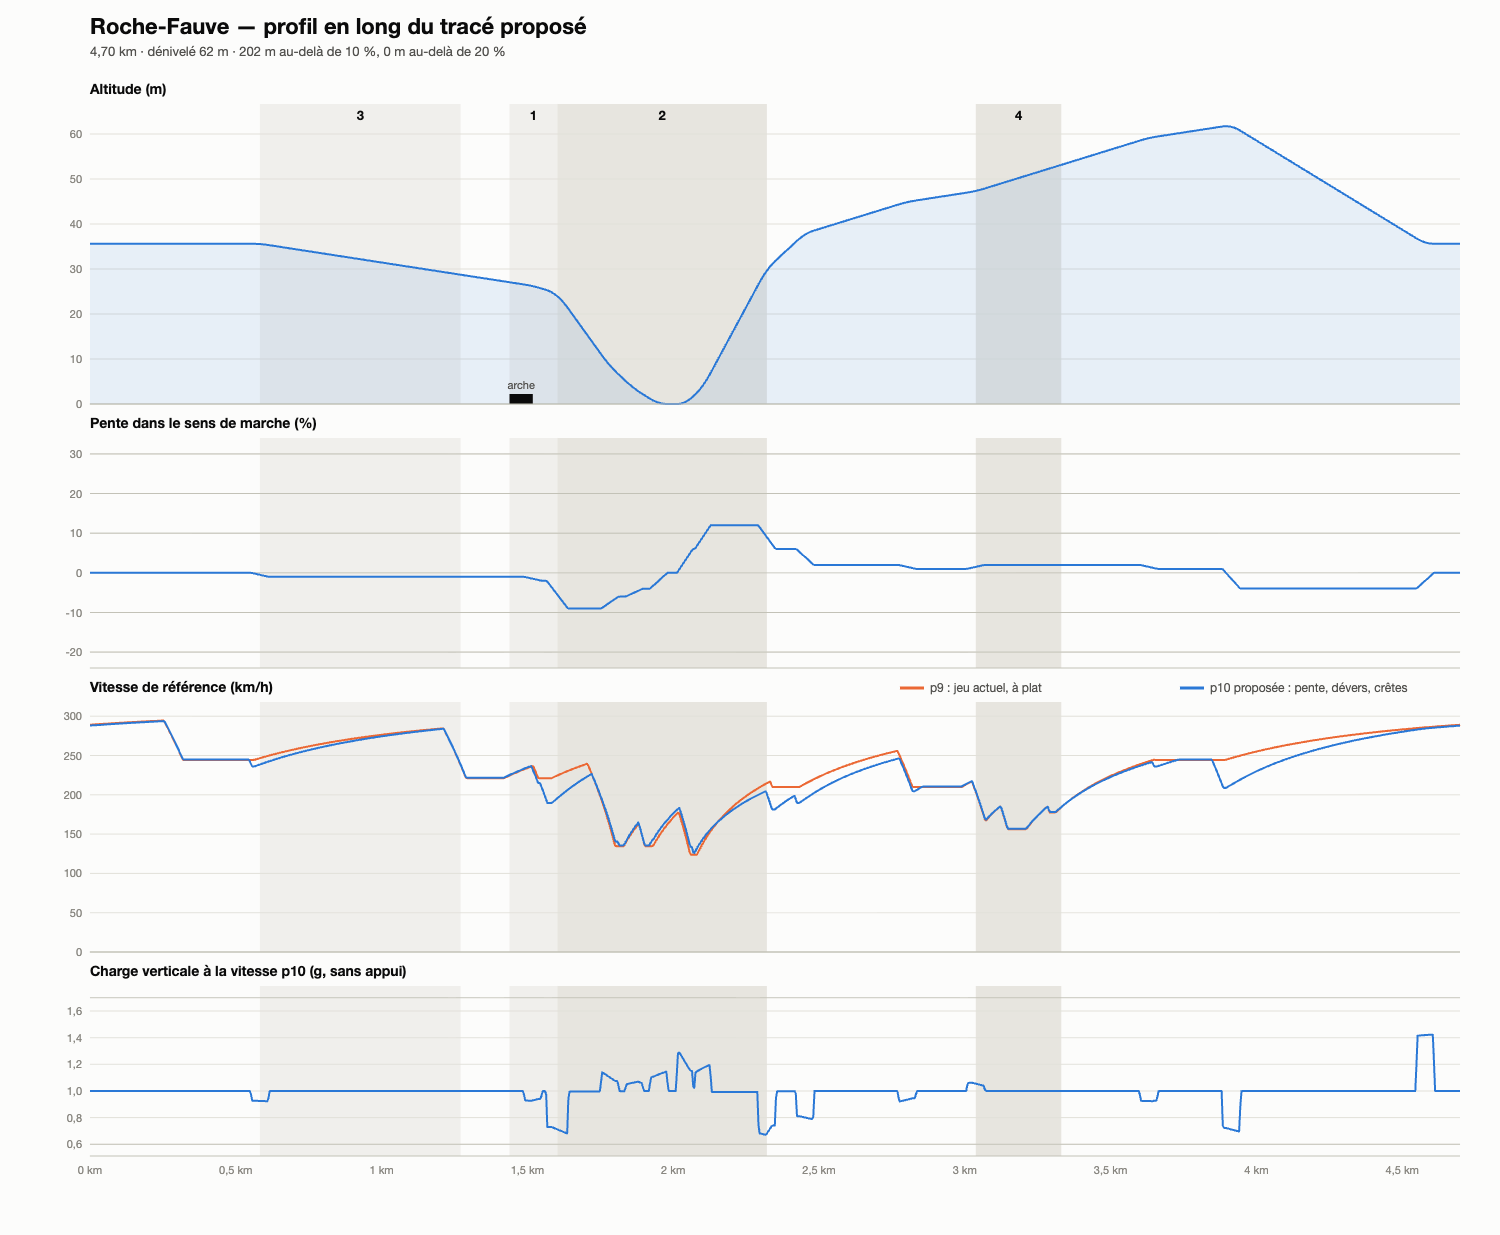 Roche-Fauve — profil en long du tracé proposé
4,70 km · dénivelé 62 m · 202 m au-delà de 10 %, 0 m au-delà de 20 %
Altitude (m)
3
1
2
4
60
50
40
30
20
10
0
arche
Pente dans le sens de marche (%)
30
20
10
0
-10
-20
Vitesse de référence (km/h)
p9 : jeu actuel, à plat
p10 proposée : pente, dévers, crêtes
300
250
200
150
100
50
0
Charge verticale à la vitesse p10 (g, sans appui)
1,6
1,4
1,2
1,0
0,8
0,6
0 km
0,5 km
1 km
1,5 km
2 km
2,5 km
3 km
3,5 km
4 km
4,5 km